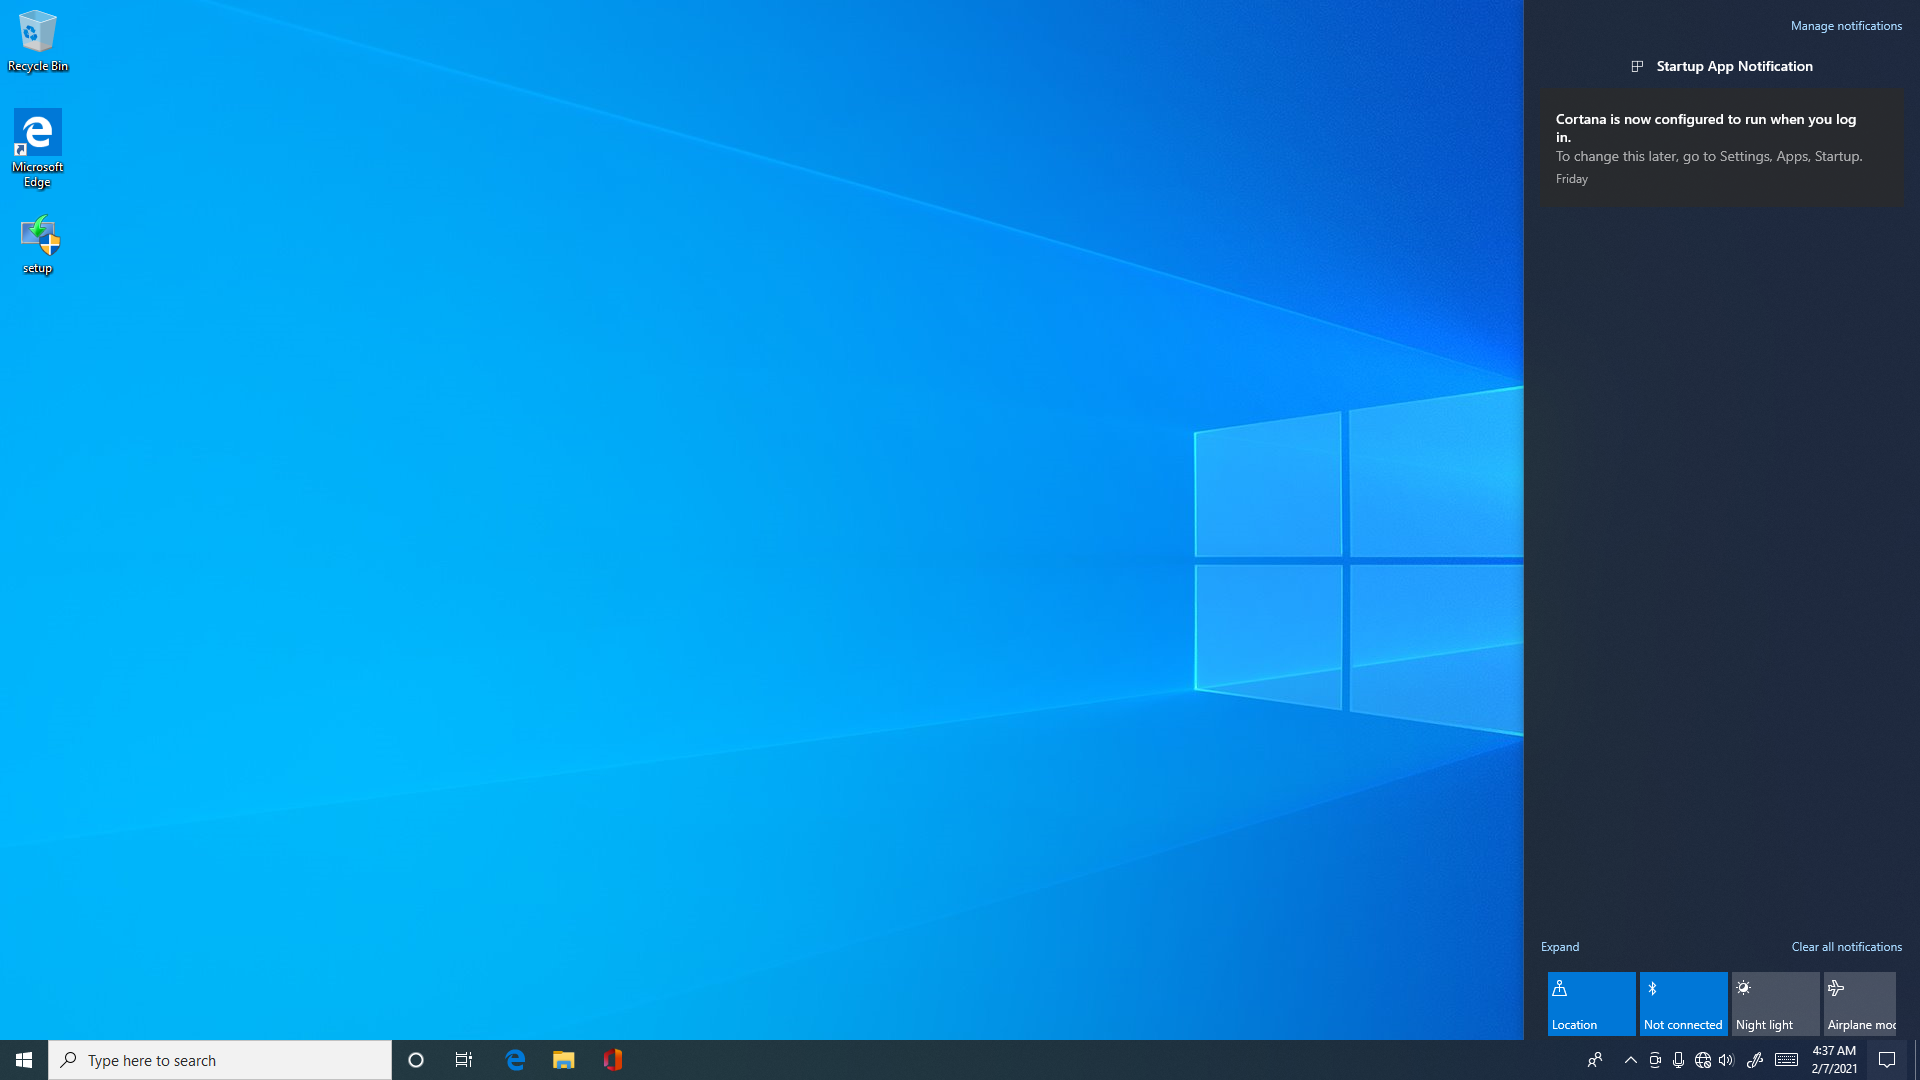 Recycle Bin
Microsoft
Edge
setup
Manage notifications
Startup App Notification
Cortana is now configured to run when you log
in.
To change this later, go to Settings, Apps, Startup.
Friday
Expand
Clear all notifications
Location
Not connected
Night light
Airplane mod
Type here to search
4:37 AM
2/7/2021